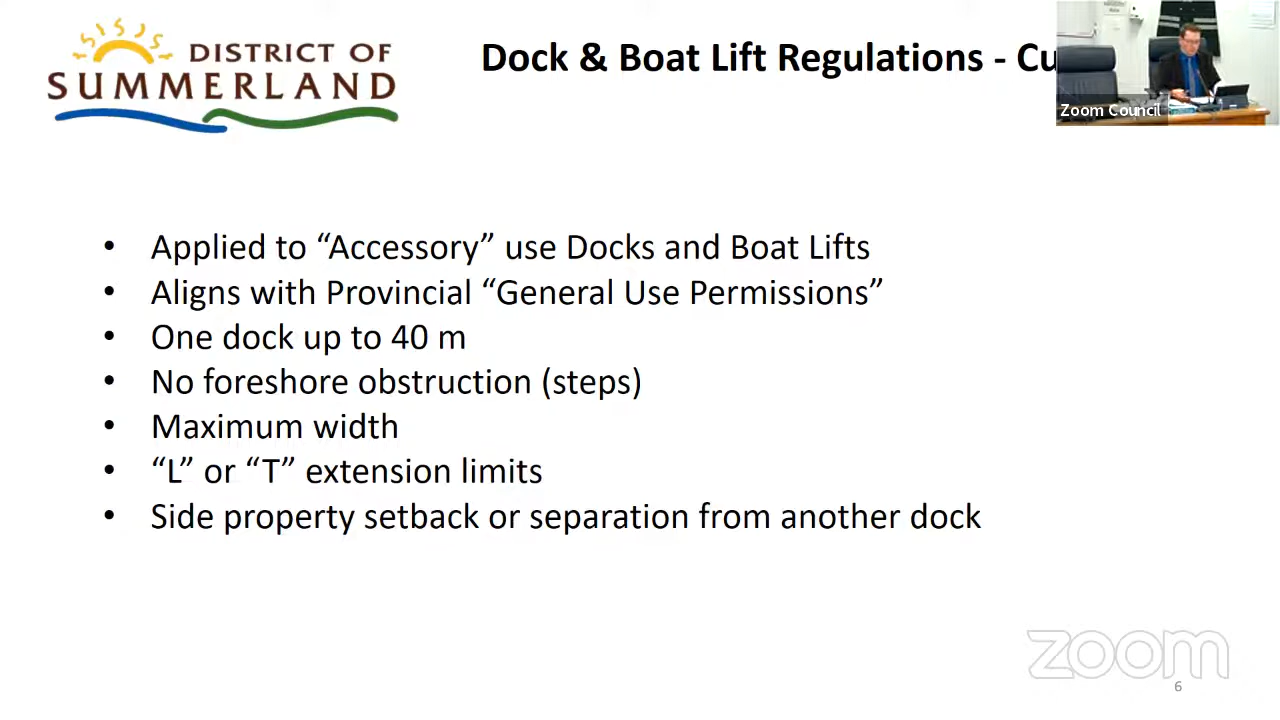 DISTRICT OF
SUMMERLAND
Dock & Boat Lift Regulations - Cu
Zoom Council
• Applied to “Accessory” use Docks and Boat Lifts
• Aligns with Provincial “General Use Permissions”
• One dock up to 40 m
• No foreshore obstruction (steps)
• Maximum width
• “L” or “T” extension limits
• Side property setback or separation from another dock
zoom
6